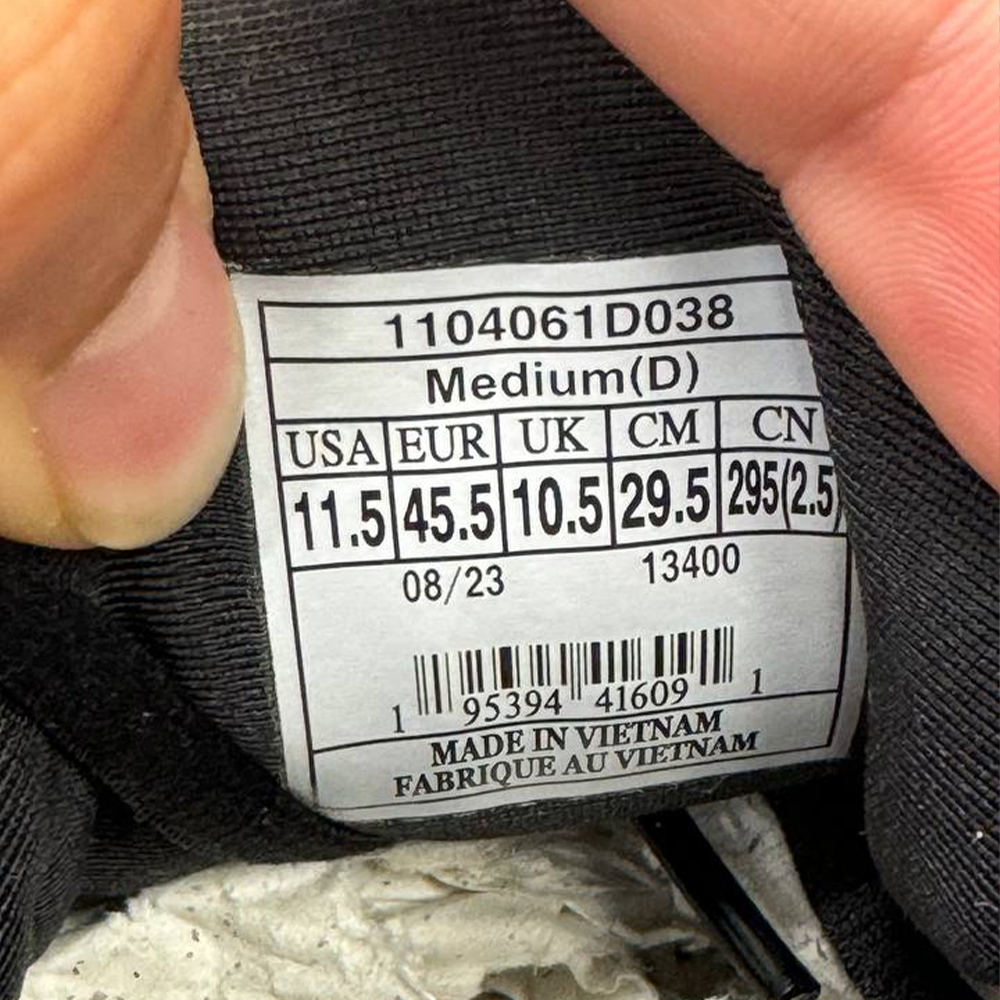 1104061D038
Medium(D)
USA EUR UK CM CN
11.5 45.5 10.5 29.5 295(2.5)
08/23 13400
1 95394 41609 1
MADE IN VIETNAM
FABRIQUE AU VIETNAM